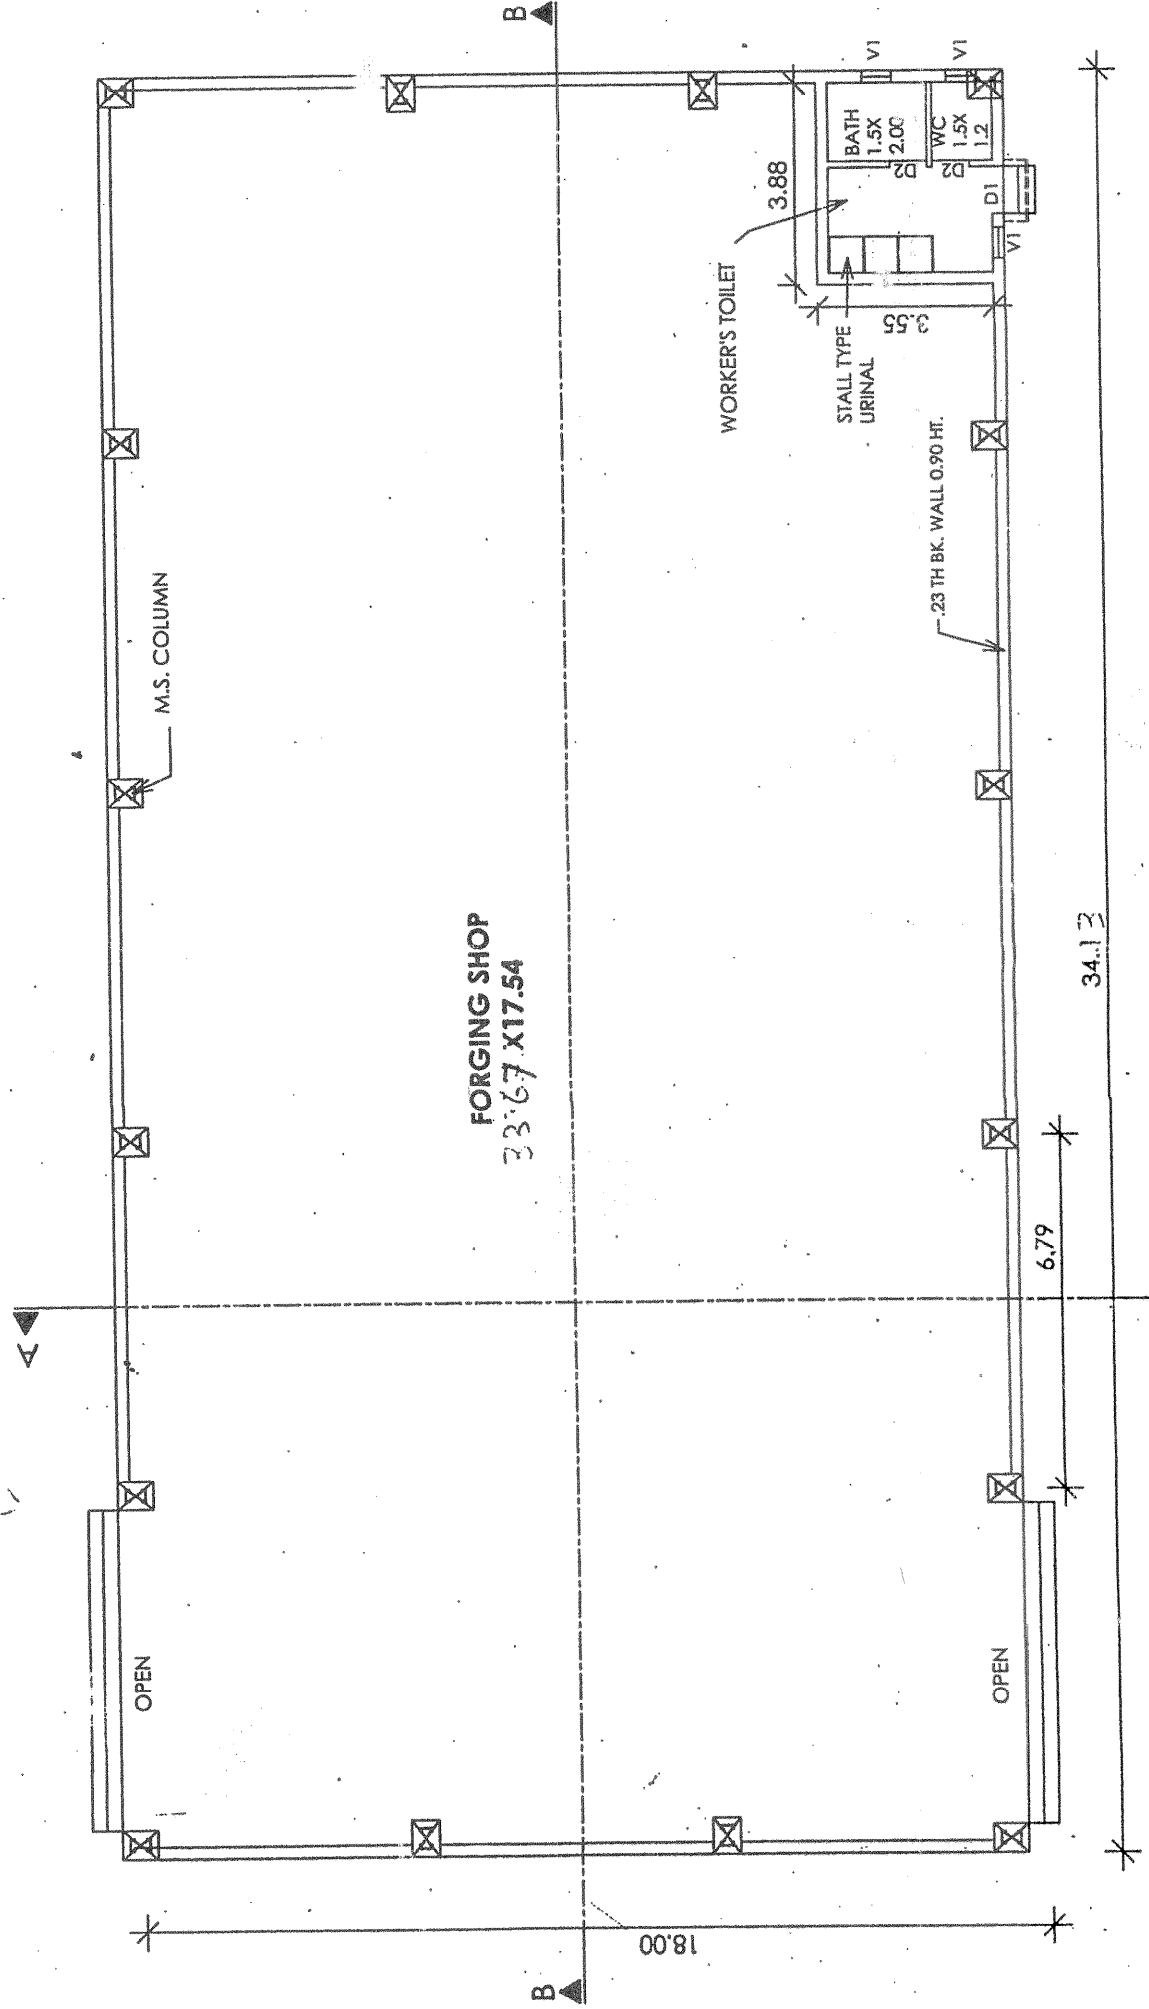 B
V1
V1
BATH
1.5X
2.00
WC
1.5X
1.2
D2
D2
D1
V1
3.88
3.55
WORKER'S TOILET
STALL TYPE
URINAL
.23 TH BK. WALL 0.90 HT.
M.S. COLUMN
FORGING SHOP
33.67 X17.54
34.13
6.79
A
OPEN
OPEN
18.00
B